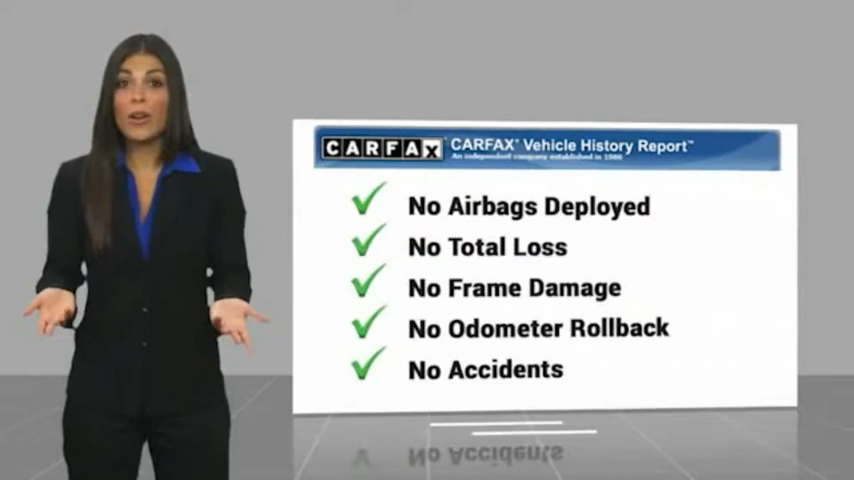 CARFAX CARFAX® Vehicle History Report™
An independent company established in 1986
No Airbags Deployed
No Total Loss
No Frame Damage
No Odometer Rollback
No Accidents
No Accidents